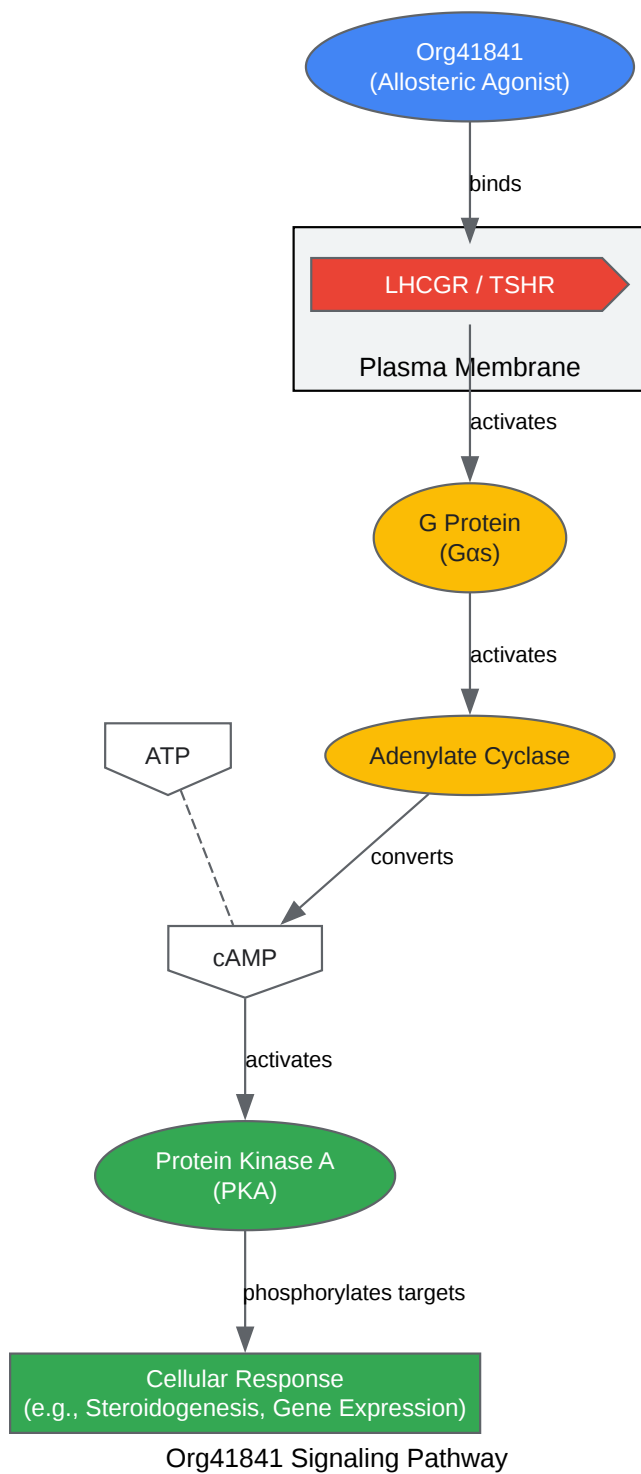 Org41841
(Allosteric Agonist)
binds
LHCGR / TSHR
Plasma Membrane
activates
G Protein
(Gαs)
activates
ATP
Adenylate Cyclase
converts
cAMP
activates
Protein Kinase A
(PKA)
phosphorylates targets
Cellular Response
(e.g., Steroidogenesis, Gene Expression)
Org41841 Signaling Pathway